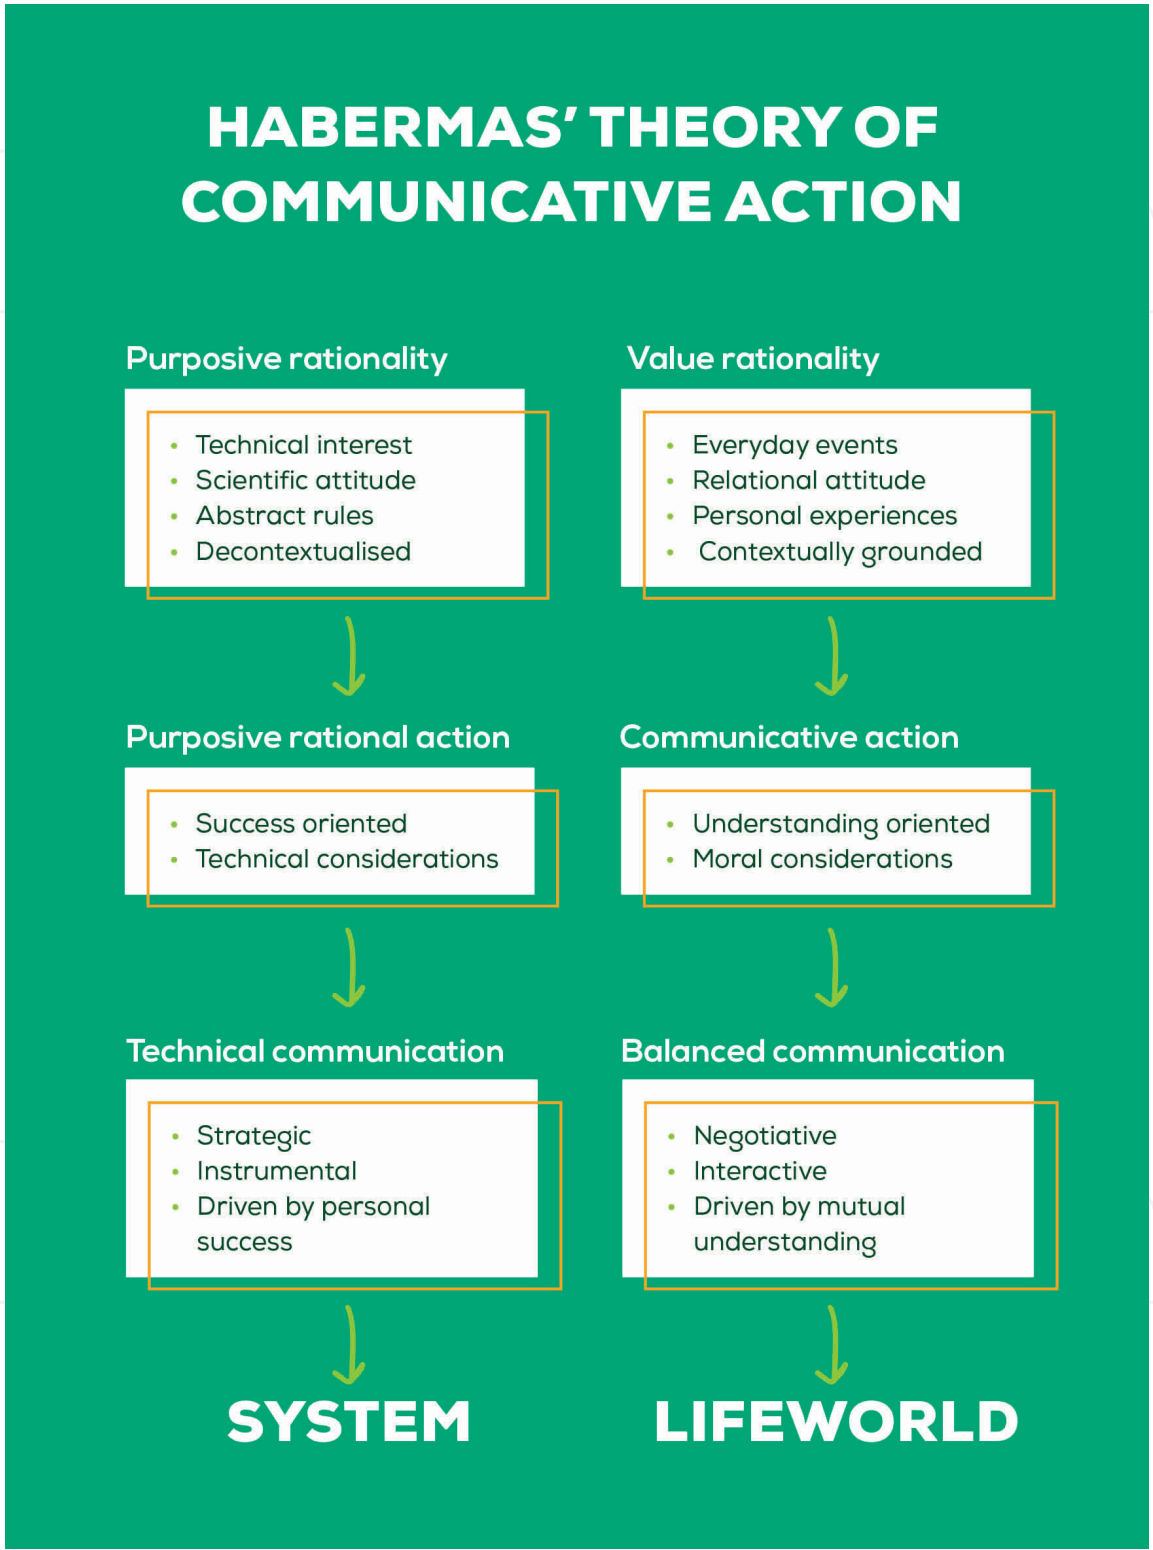 HABERMAS' THEORY OF
COMMUNICATIVE ACTION
Purposive rationality
• Technical interest
• Scientific attitude
• Abstract rules
• Decontextualised
Value rationality
• Everyday events
• Relational attitude
• Personal experiences
• Contextually grounded
Purposive rational action
• Success oriented
• Technical considerations
Communicative action
• Understanding oriented
• Moral considerations
Technical communication
• Strategic
• Instrumental
• Driven by personal
success
Balanced communication
• Negotiative
• Interactive
• Driven by mutual
understanding
SYSTEM
LIFEWORLD